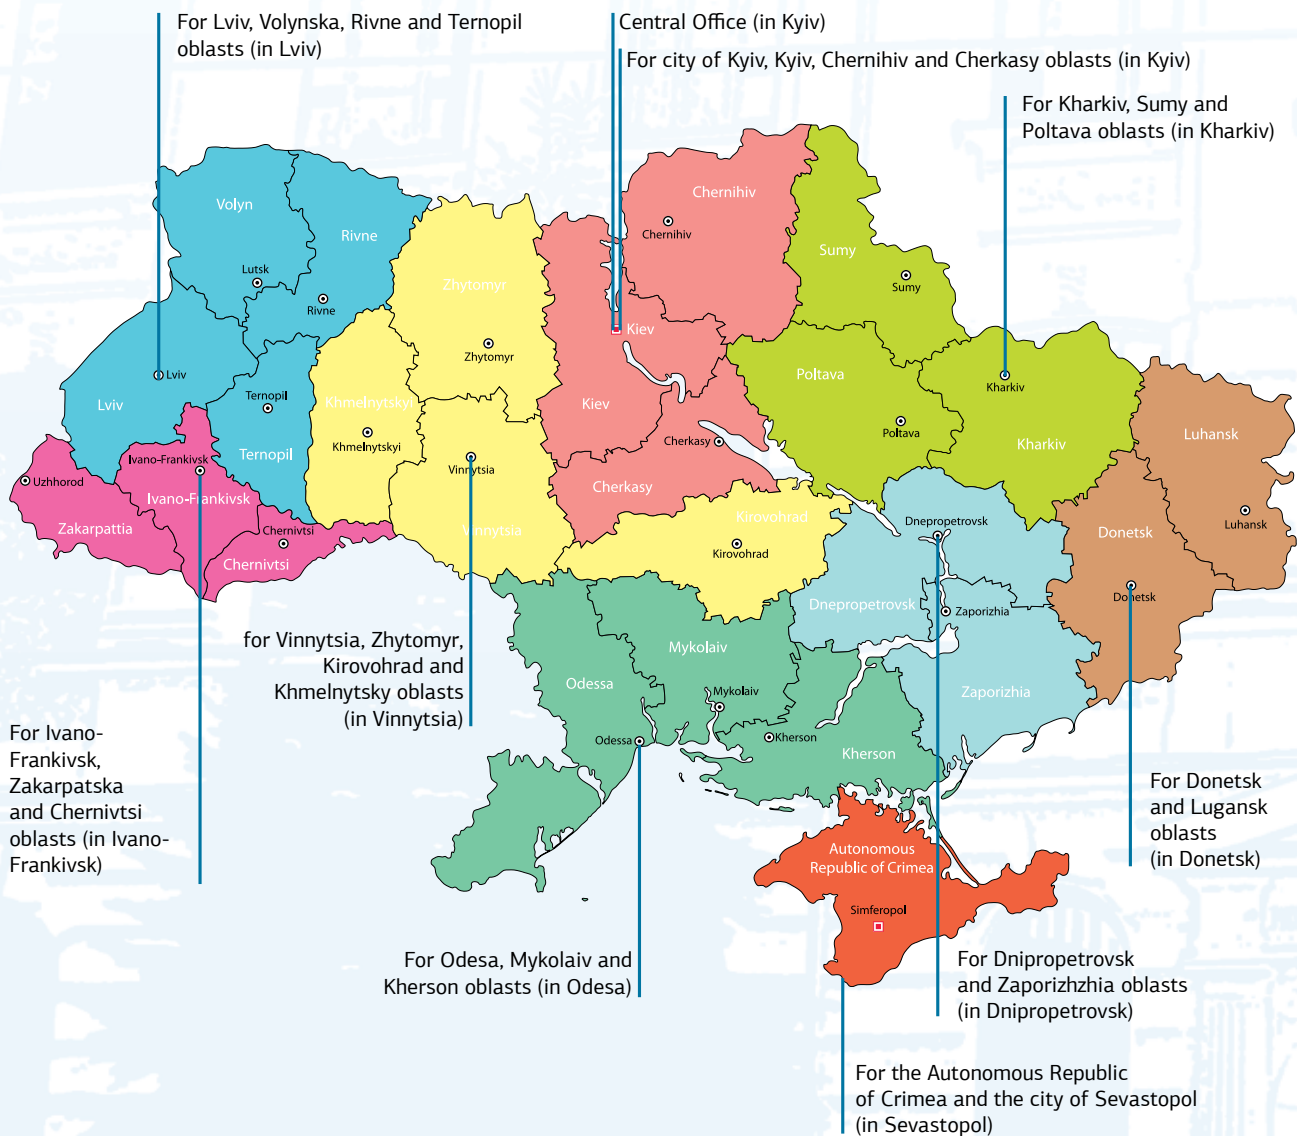 For Lviv, Volynska, Rivne and Ternopil
oblasts (in Lviv)
Central Office (in Kyiv)
For city of Kyiv, Kyiv, Chernihiv and Cherkasy oblasts (in Kyiv)
For Kharkiv, Sumy and
Poltava oblasts (in Kharkiv)
Volyn
Rivne
Lutsk
Rivne
Zhytomyr
Zhytomyr
Chernihiv
Chernihiv
Sumy
Sumy
Kiev
Kiev
Lviv
Lviv
Ternopil
Ternopil
Khmelnytskyi
Khmelnytskyi
Poltava
Poltava
Kharkiv
Kharkiv
Luhansk
Luhansk
Cherkasy
Cherkasy
Vinnytsia
Vinnytsia
Ivano-Frankivsk
Ivano-Frankivsk
Uzhhorod
Zakarpattia
Chernivtsi
Chernivtsi
Kirovohrad
Kirovohrad
Dnepropetrovsk
Dnepropetrovsk
Donetsk
Donetsk
Zaporizhia
Zaporizhia
Mykolaiv
Mykolaiv
Odessa
Odessa
Kherson
Kherson
Autonomous
Republic of Crimea
Simferopol
for Vinnytsia, Zhytomyr,
Kirovohrad and
Khmelnytsky oblasts
(in Vinnytsia)
For Ivano-
Frankivsk,
Zakarpatska
and Chernivtsi
oblasts (in Ivano-
Frankivsk)
For Donetsk
and Lugansk
oblasts
(in Donetsk)
For Odesa, Mykolaiv and
Kherson oblasts (in Odesa)
For Dnipropetrovsk
and Zaporizhzhia oblasts
(in Dnipropetrovsk)
For the Autonomous Republic
of Crimea and the city of Sevastopol
(in Sevastopol)